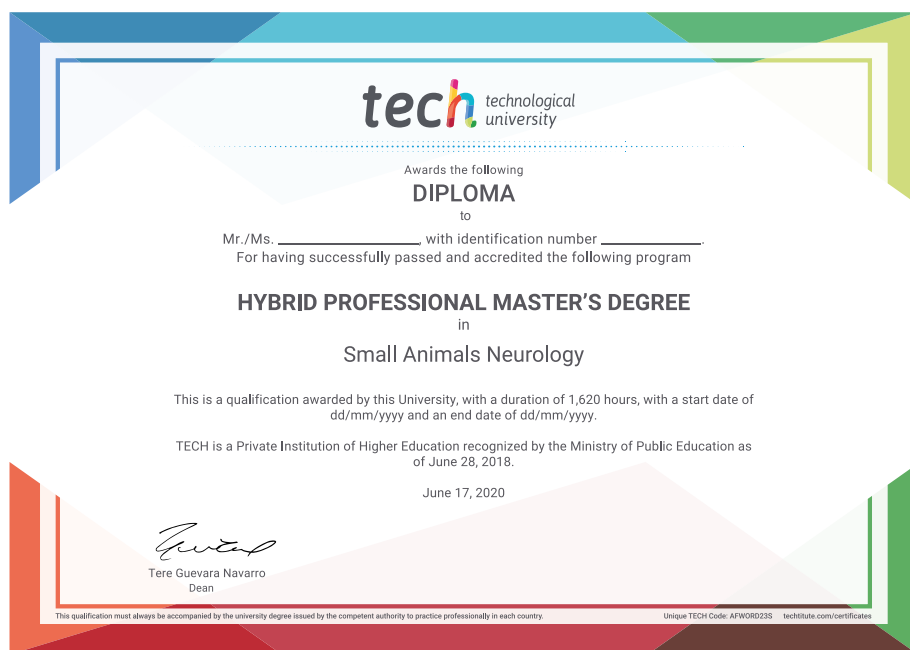 tech technological
university
Awards the following
DIPLOMA
to
Mr./Ms. ____________, with identification number ____________.
For having successfully passed and accredited the following program
HYBRID PROFESSIONAL MASTER'S DEGREE
in
Small Animals Neurology
This is a qualification awarded by this University, with a duration of 1,620 hours, with a start date of
dd/mm/yyyy and an end date of dd/mm/yyyy.
TECH is a Private Institution of Higher Education recognized by the Ministry of Public Education as
of June 28, 2018.
June 17, 2020
Tere Guevara Navarro
Dean
This qualification must always be accompanied by the university degree issued by the competent authority to practice professionally in each country.
Unique TECH Code: AFWORD23S techtitute.com/certificates